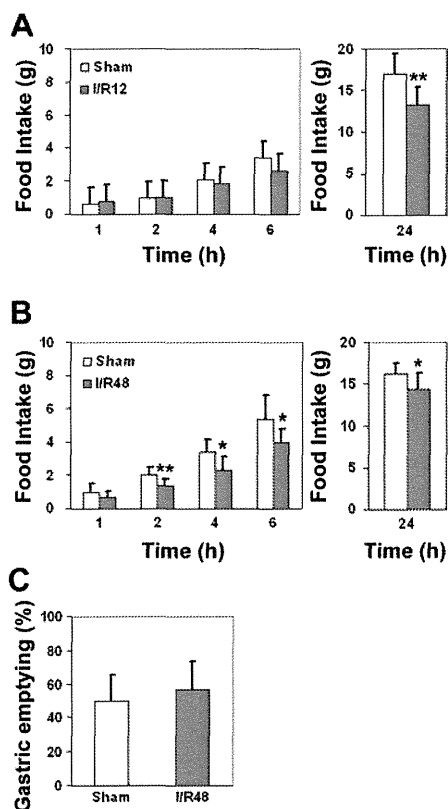 A
Food Intake (g)
10
8
6
4
2
0
Sham
I/R12
1 2 4 6
Time (h)
Food Intake (g)
20
15
10
5
0
**
24
Time (h)
B
Food Intake (g)
10
8
6
4
2
0
Sham
I/R48
** * *
1 2 4 6
Time (h)
Food Intake (g)
20
15
10
5
0
*
24
Time (h)
C
Gastric emptying (%)
100
80
60
40
20
0
Sham I/R48